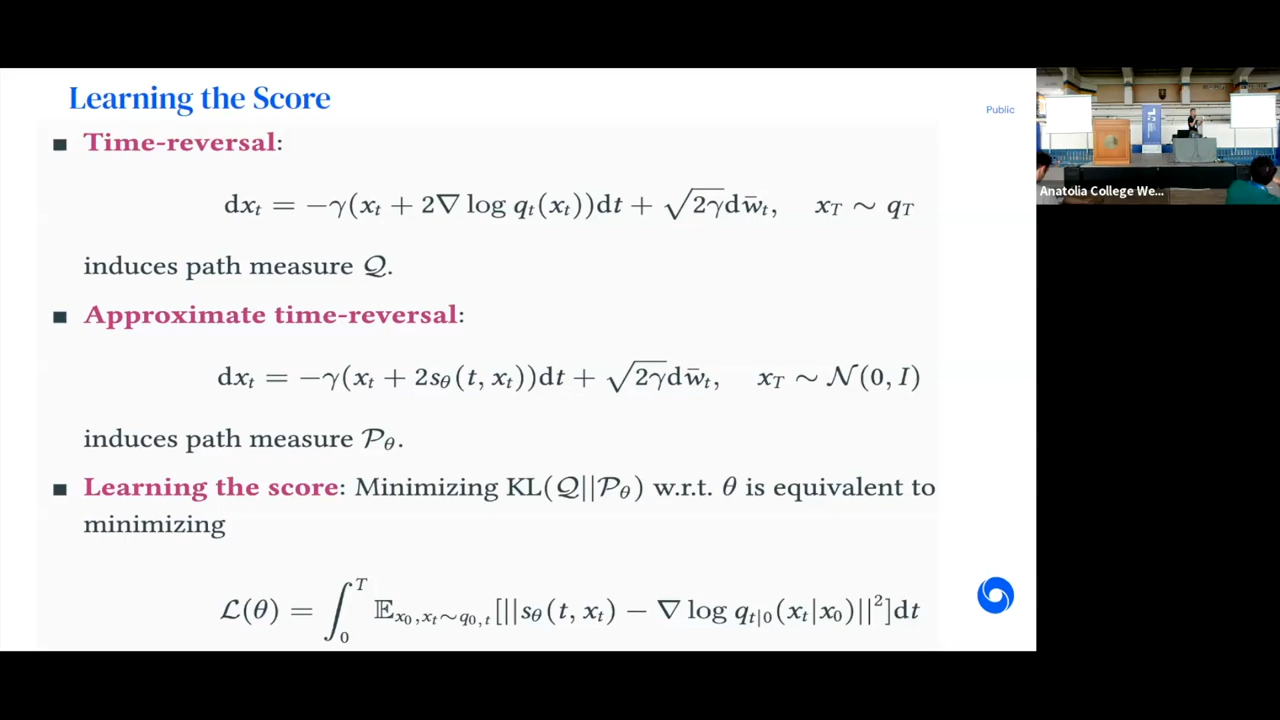 Learning the Score
Public
■ Time-reversal:
dx_t = −γ(x_t + 2∇ log q_t(x_t))dt + √2γ dw̄_t, x_T ∼ q_T
induces path measure 𝒬.
■ Approximate time-reversal:
dx_t = −γ(x_t + 2s_θ(t, x_t))dt + √2γ dw̄_t, x_T ∼ 𝒩(0, I)
induces path measure 𝒫_θ.
■ Learning the score: Minimizing KL(𝒬||𝒫_θ) w.r.t. θ is equivalent to
minimizing
ℒ(θ) = ∫_0^T 𝔼_{x_0,x_t∼q_{0,t}}[||s_θ(t, x_t) − ∇ log q_{t|0}(x_t|x_0)||²]dt
Anatolia College We...